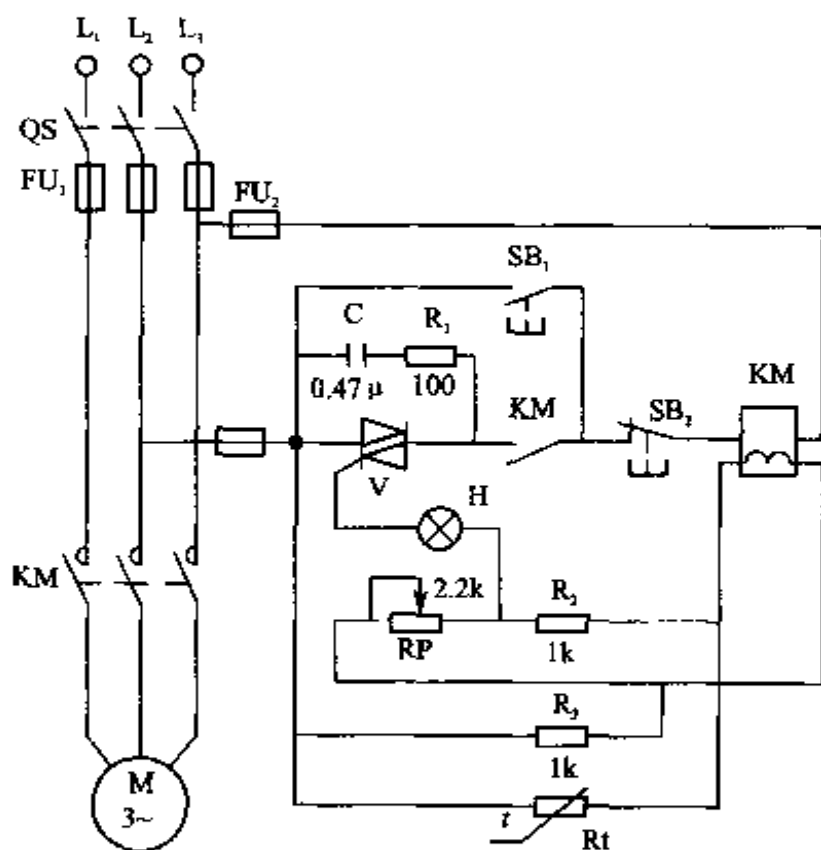 L₁ L₂ L₃
QS
FU₁
FU₂
SB₁
C R₁
0.47μ 100
KM
SB₂
KM
V
H
KM
2.2k
R₂
RP
1k
R₃
1k
M
3~
t
Rt